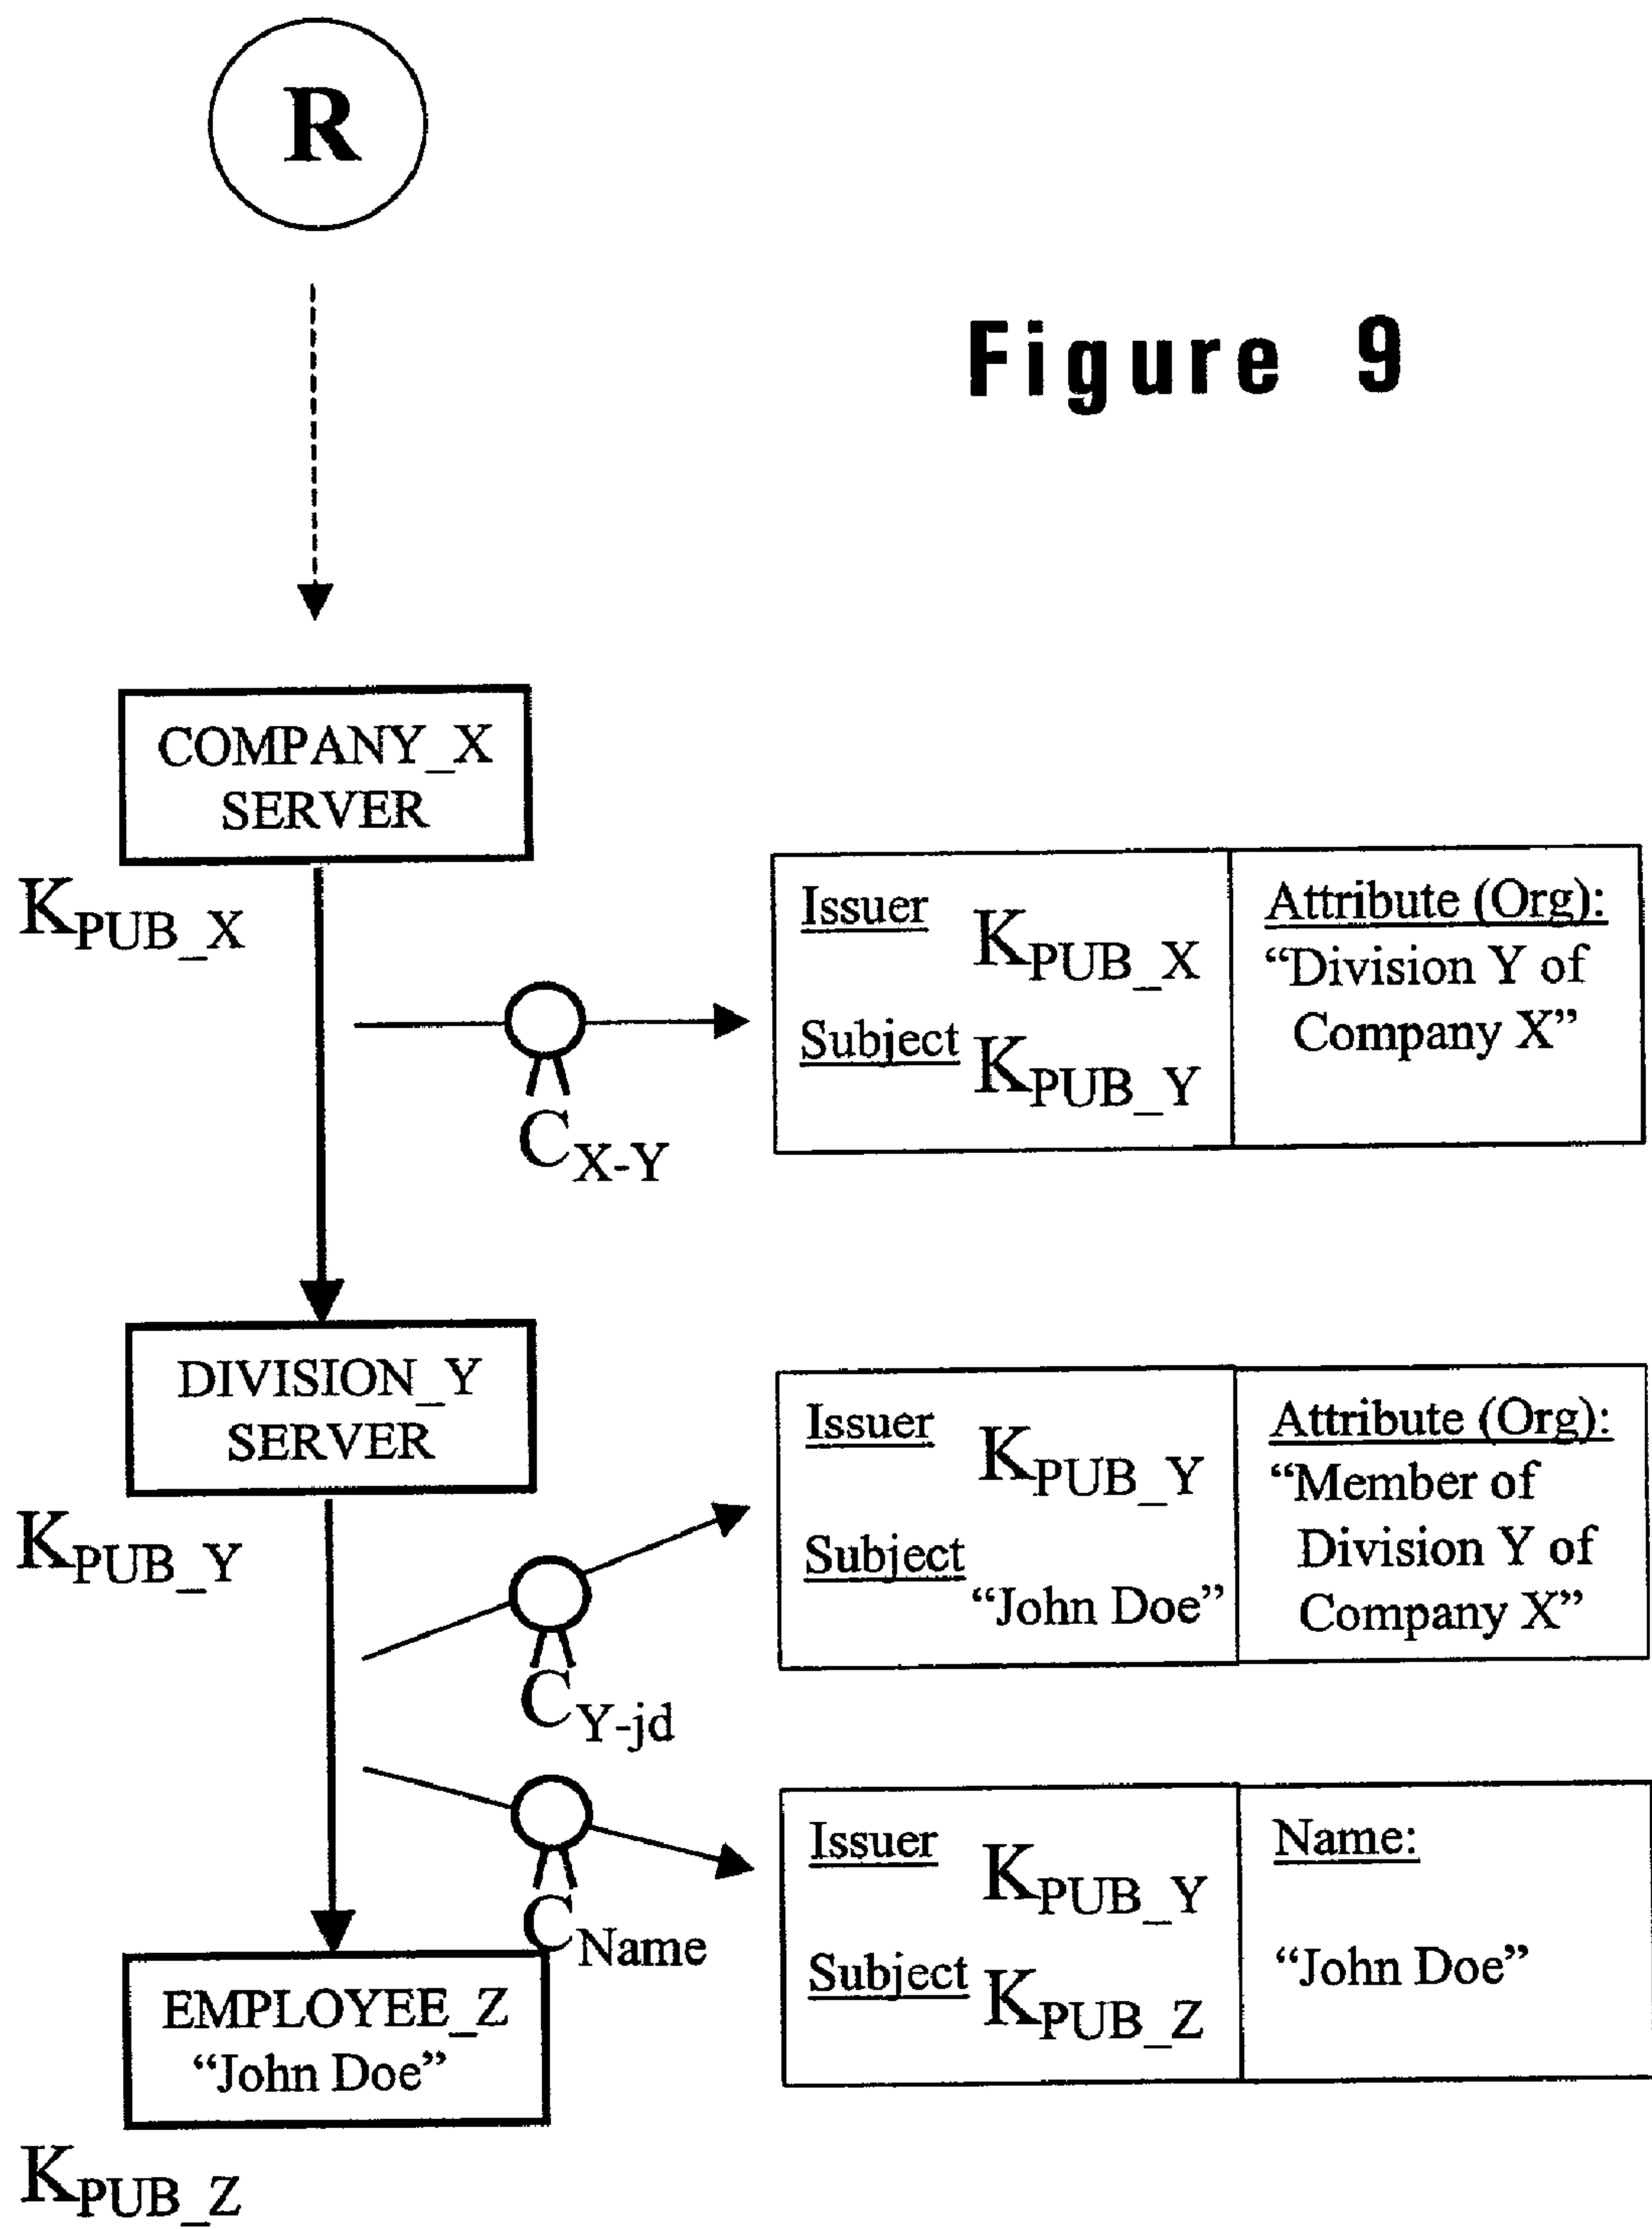 R
Figure 9
COMPANY_X
SERVER
KPUB_X
Issuer KPUB_X
Subject KPUB_Y
Attribute (Org):
“Division Y of
Company X”
CX-Y
DIVISION_Y
SERVER
KPUB_Y
Issuer KPUB_Y
Subject
“John Doe”
Attribute (Org):
“Member of
Division Y of
Company X”
CY-jd
CName
Issuer KPUB_Y
Subject KPUB_Z
Name:
“John Doe”
EMPLOYEE_Z
“John Doe”
KPUB_Z